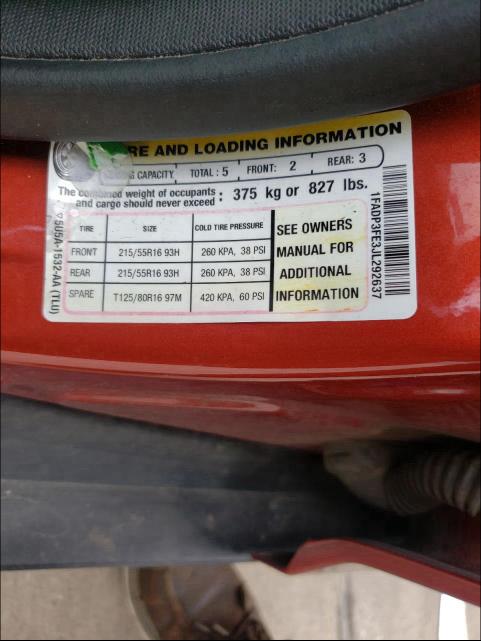 RE AND LOADING INFORMATION
CAPACITY TOTAL : 5 FRONT: 2 REAR: 3
The combined weight of occupants and cargo should never exceed : 375 kg or 827 lbs.
TIRE SIZE COLD TIRE PRESSURE
FRONT 215/55R16 93H 260 KPA, 38 PSI
REAR 215/55R16 93H 260 KPA, 38 PSI
SPARE T125/80R16 97M 420 KPA, 60 PSI
SEE OWNERS
MANUAL FOR
ADDITIONAL
INFORMATION
1FADP3FE3JL292637
1532-AA (TLU)